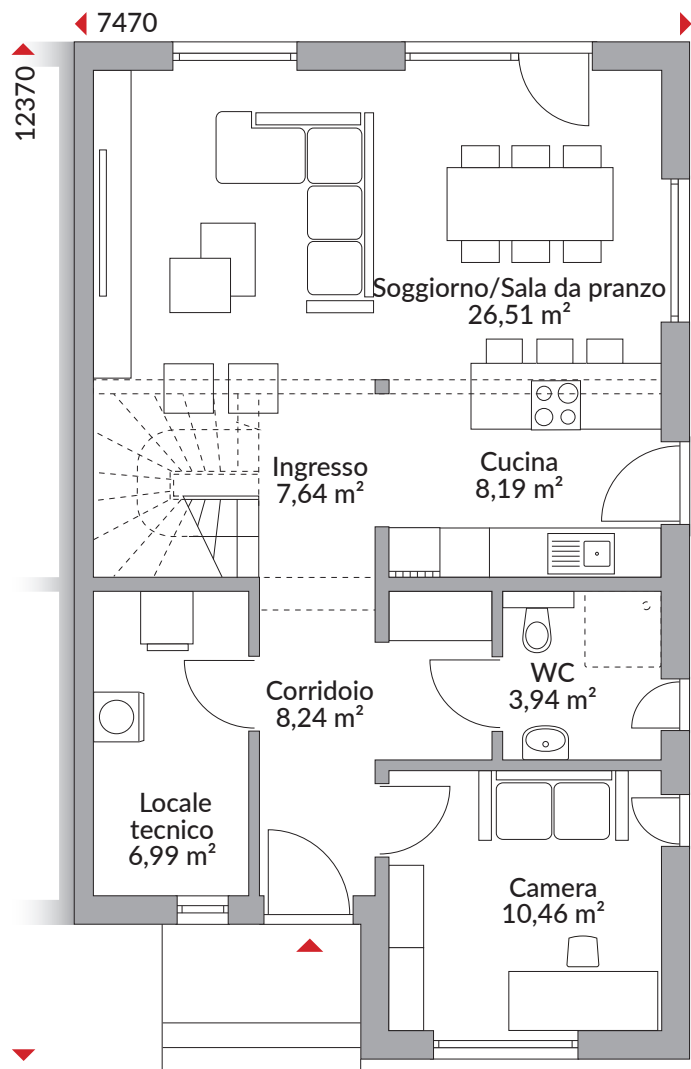 7470
12370
Soggiorno/Sala da pranzo
26,51 m²
Ingresso
7,64 m²
Cucina
8,19 m²
WC
3,94 m²
Corridoio
8,24 m²
Locale
tecnico
6,99 m²
Camera
10,46 m²